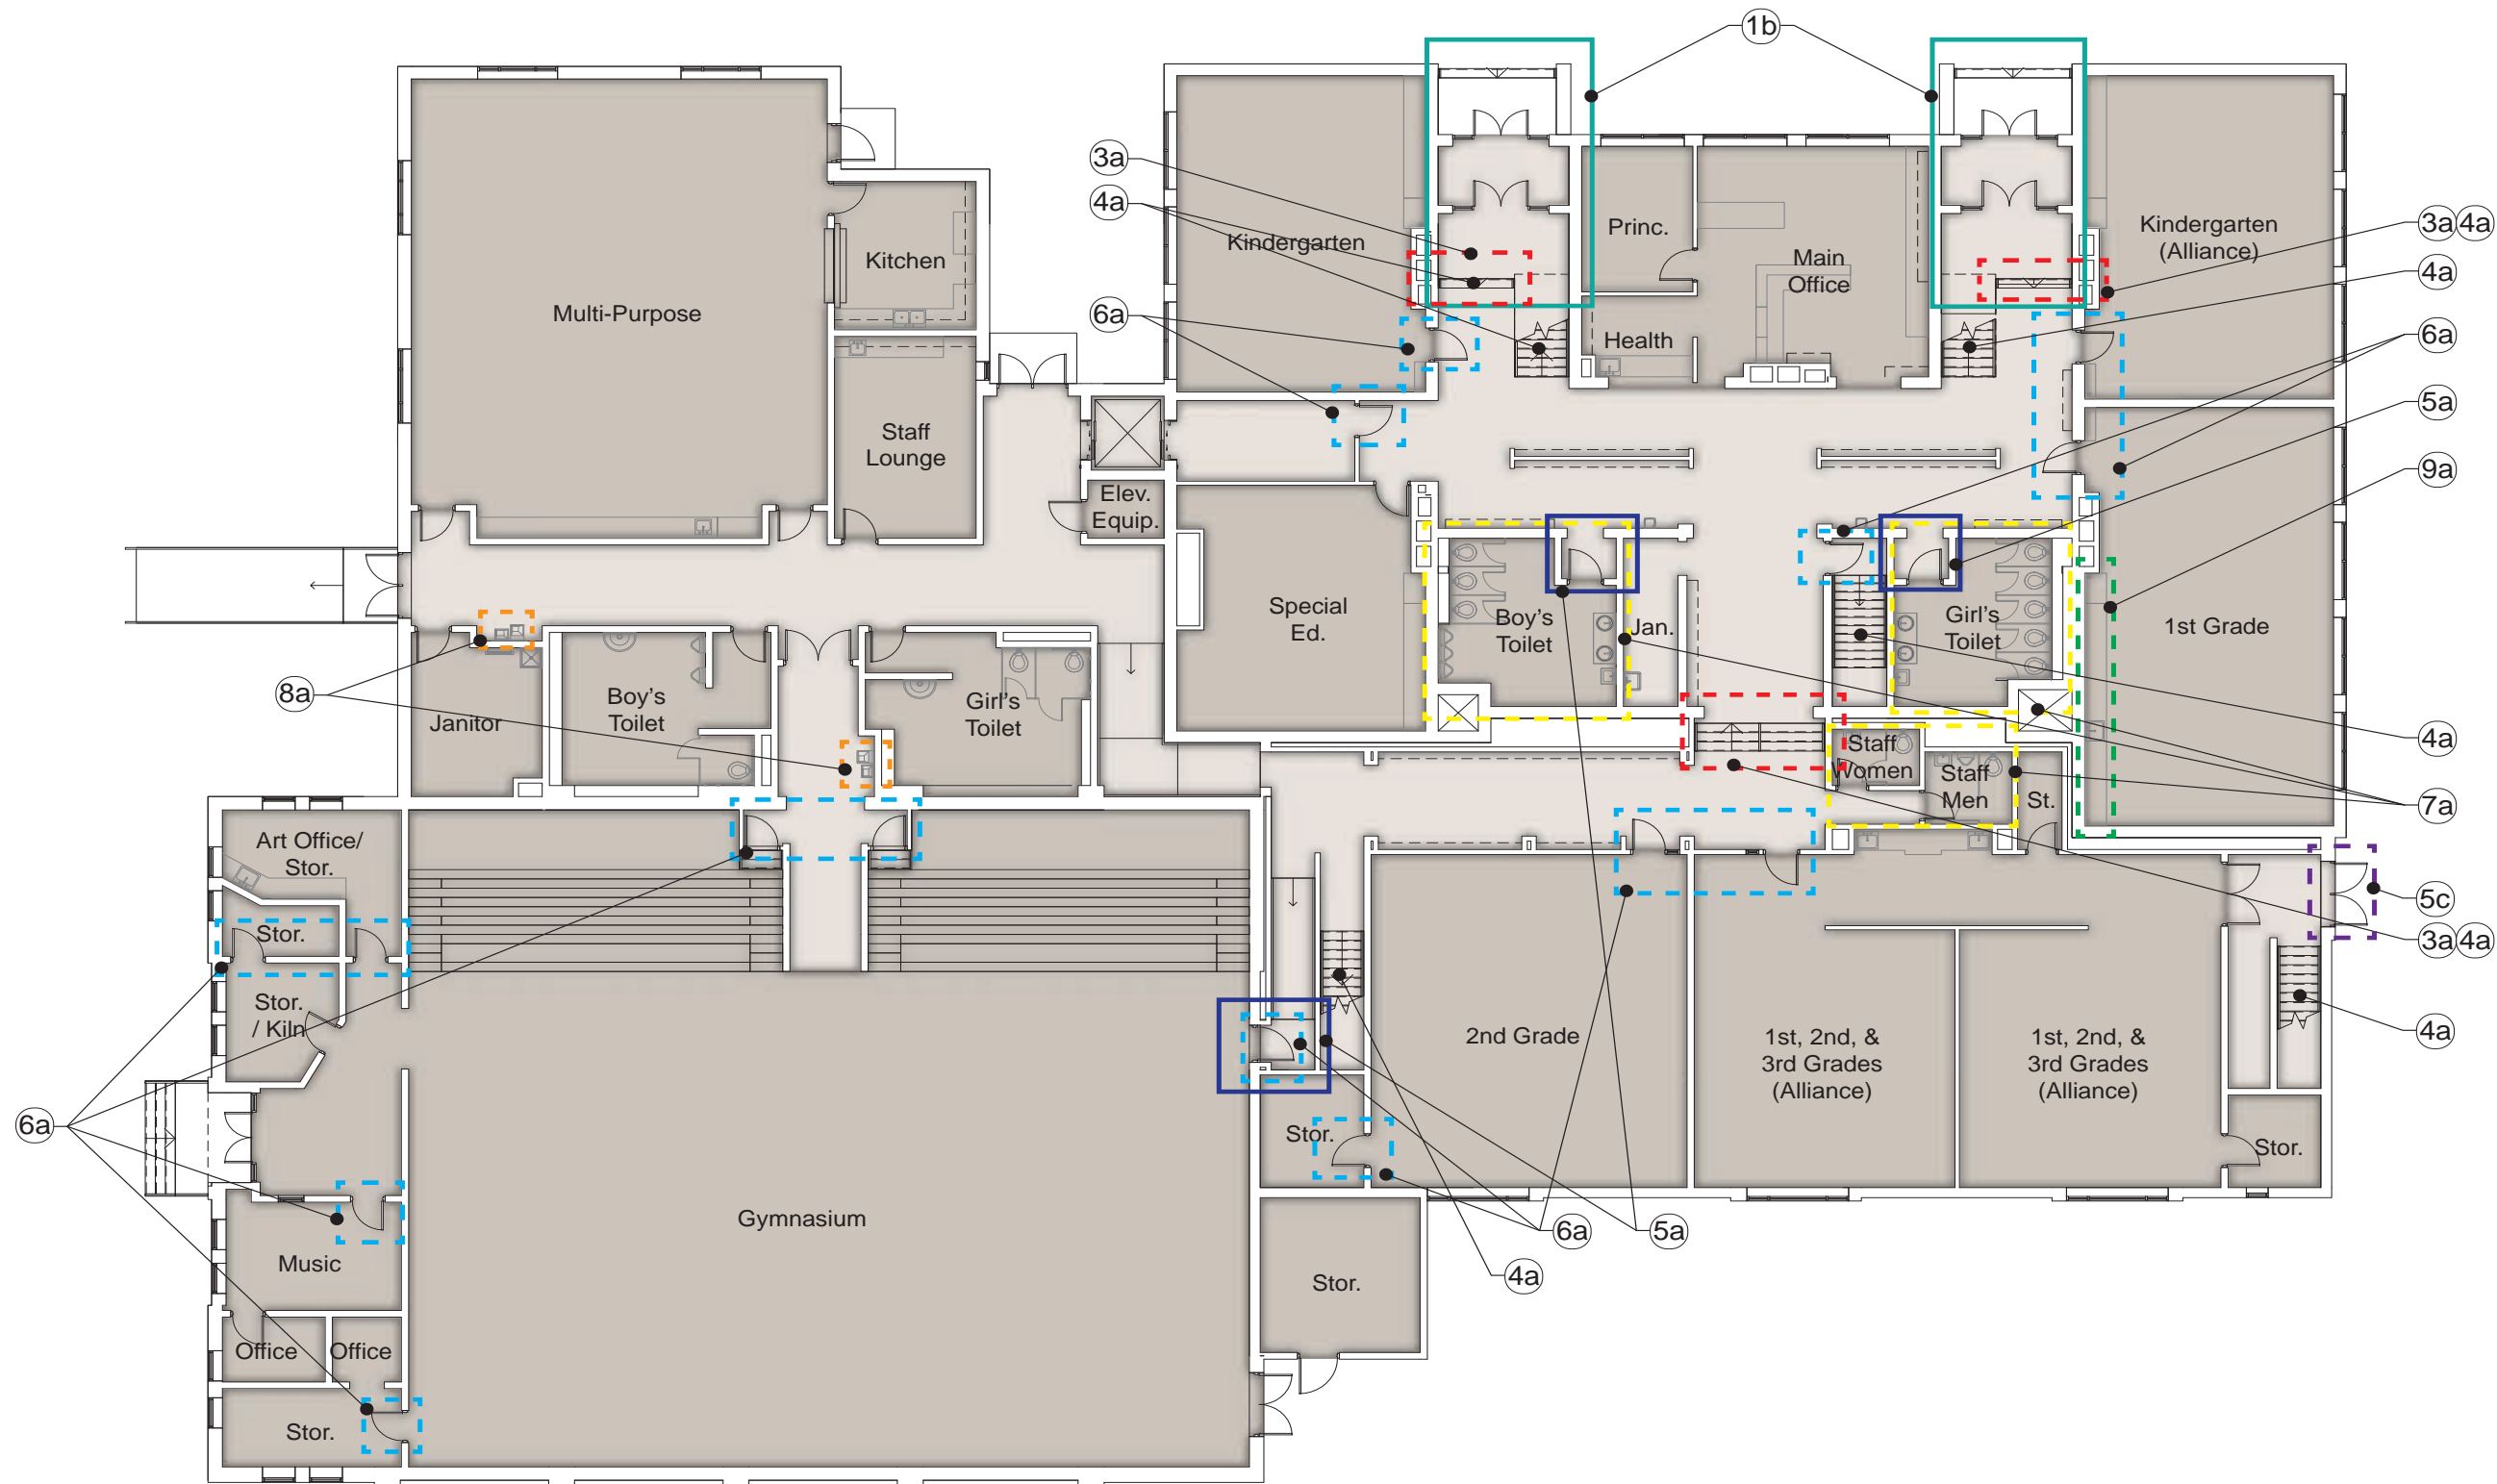 1b
3a
4a
Kindergarten
Princ.
Main
Office
Kindergarten
(Alliance)
3a 4a
4a
Kitchen
Multi-Purpose
6a
Health
6a
5a
Staff
Lounge
9a
Elev.
Equip.
Special
Ed.
Boy's
Toilet
Jan.
Girl's
Toilet
1st Grade
8a
Janitor
Boy's
Toilet
Girl's
Toilet
4a
Staff
Women
Staff
Men
St.
7a
Art Office/
Stor.
5c
Stor.
3a 4a
Stor.
/ Kiln
2nd Grade
1st, 2nd, &
3rd Grades
(Alliance)
1st, 2nd, &
3rd Grades
(Alliance)
4a
6a
Stor.
Stor.
Gymnasium
6a
5a
Music
4a
Stor.
Office
Office
Stor.